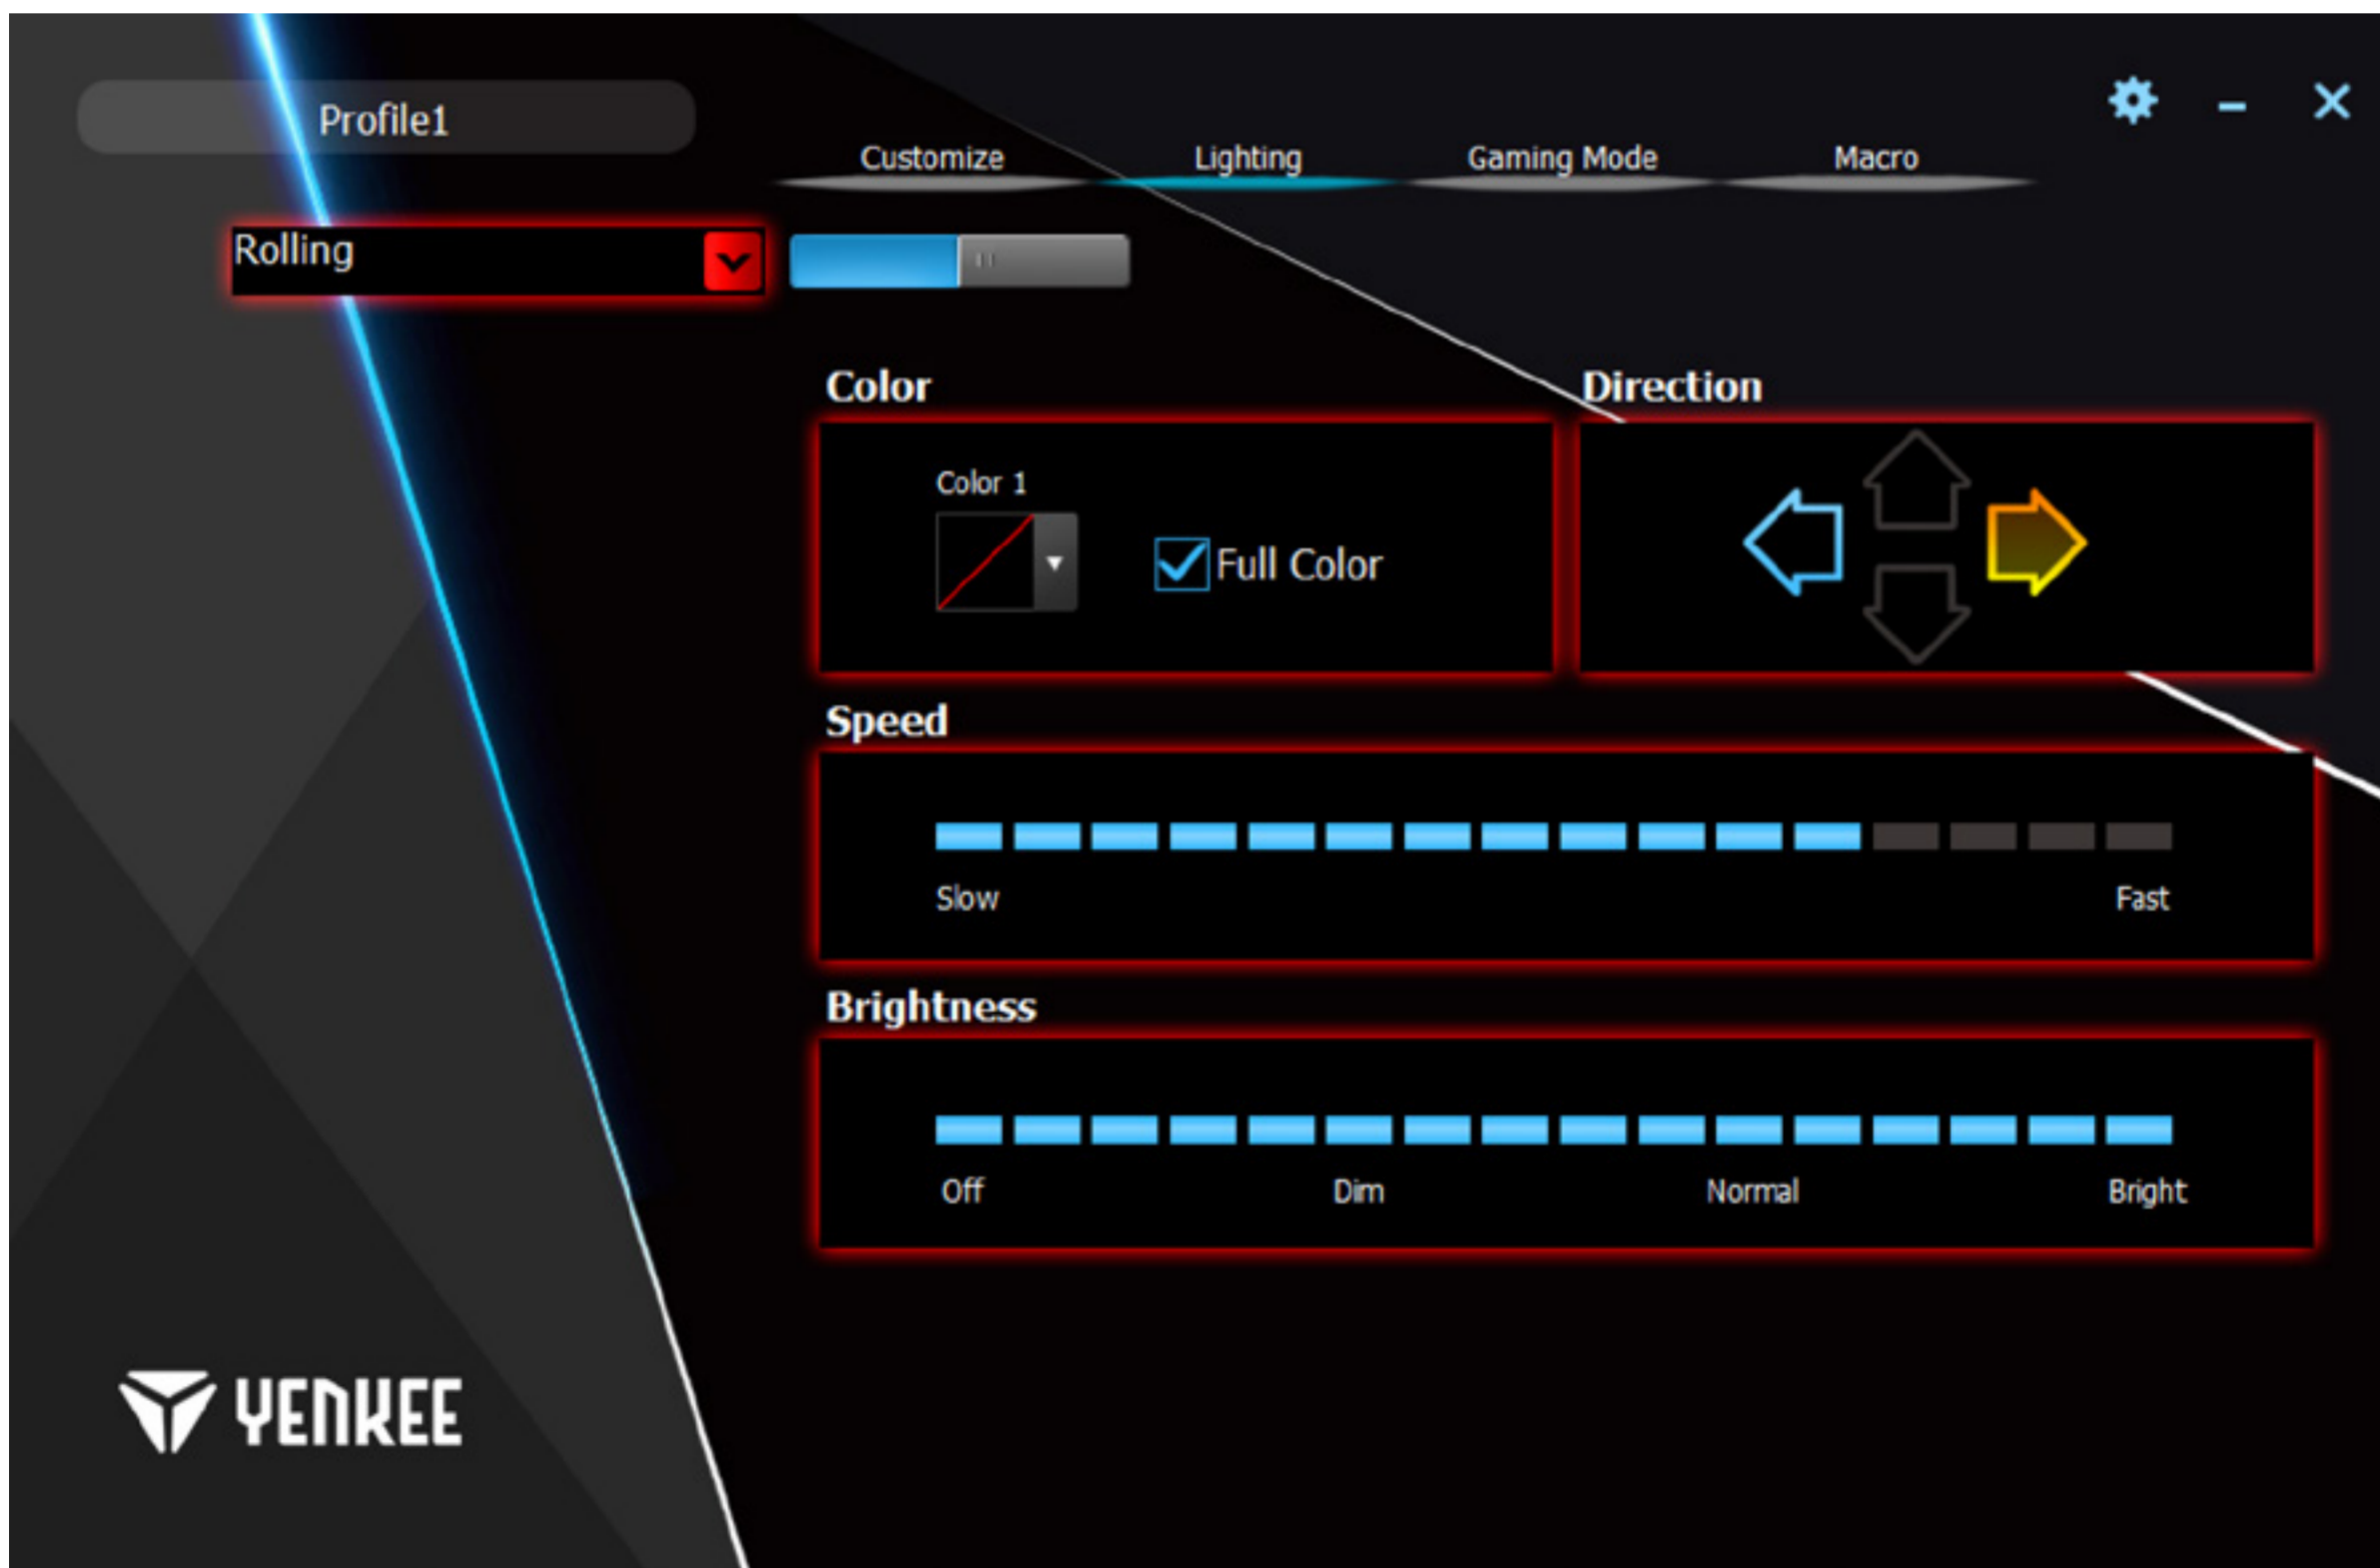 Profile1
Customize
Lighting
Gaming Mode
Macro
Rolling
Color
Direction
Color 1
Full Color
Speed
Slow
Fast
Brightness
Off
Dim
Normal
Bright
YENKEE